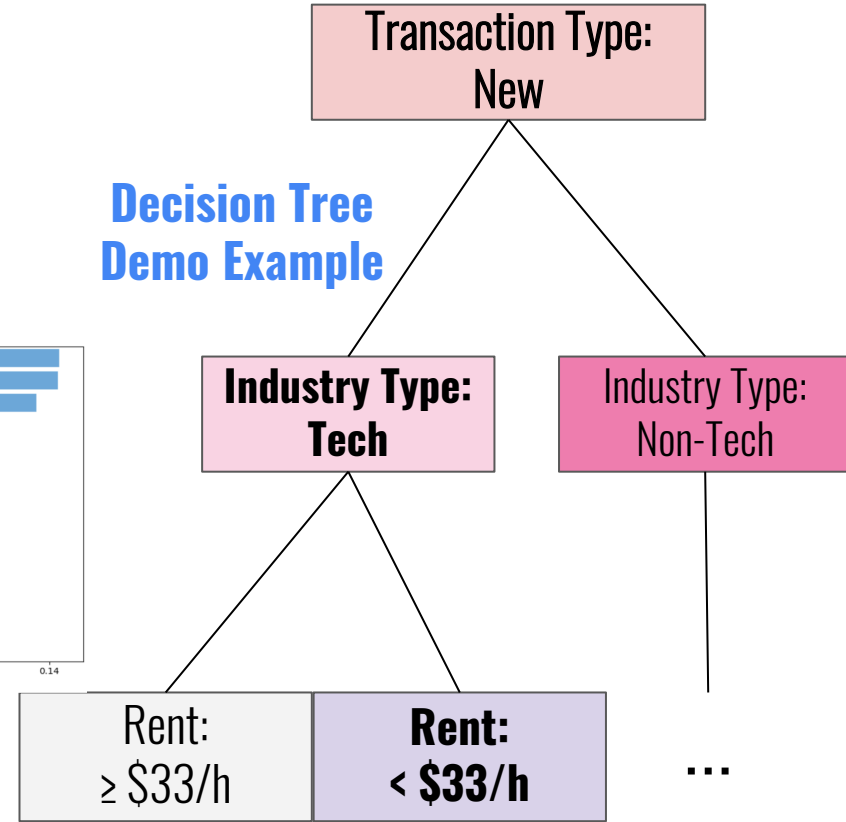 Transaction Type:
New
Decision Tree
Demo Example
Industry Type:
Tech
Industry Type:
Non-Tech
0.14
Rent:
≥ $33/h
Rent:
< $33/h
...